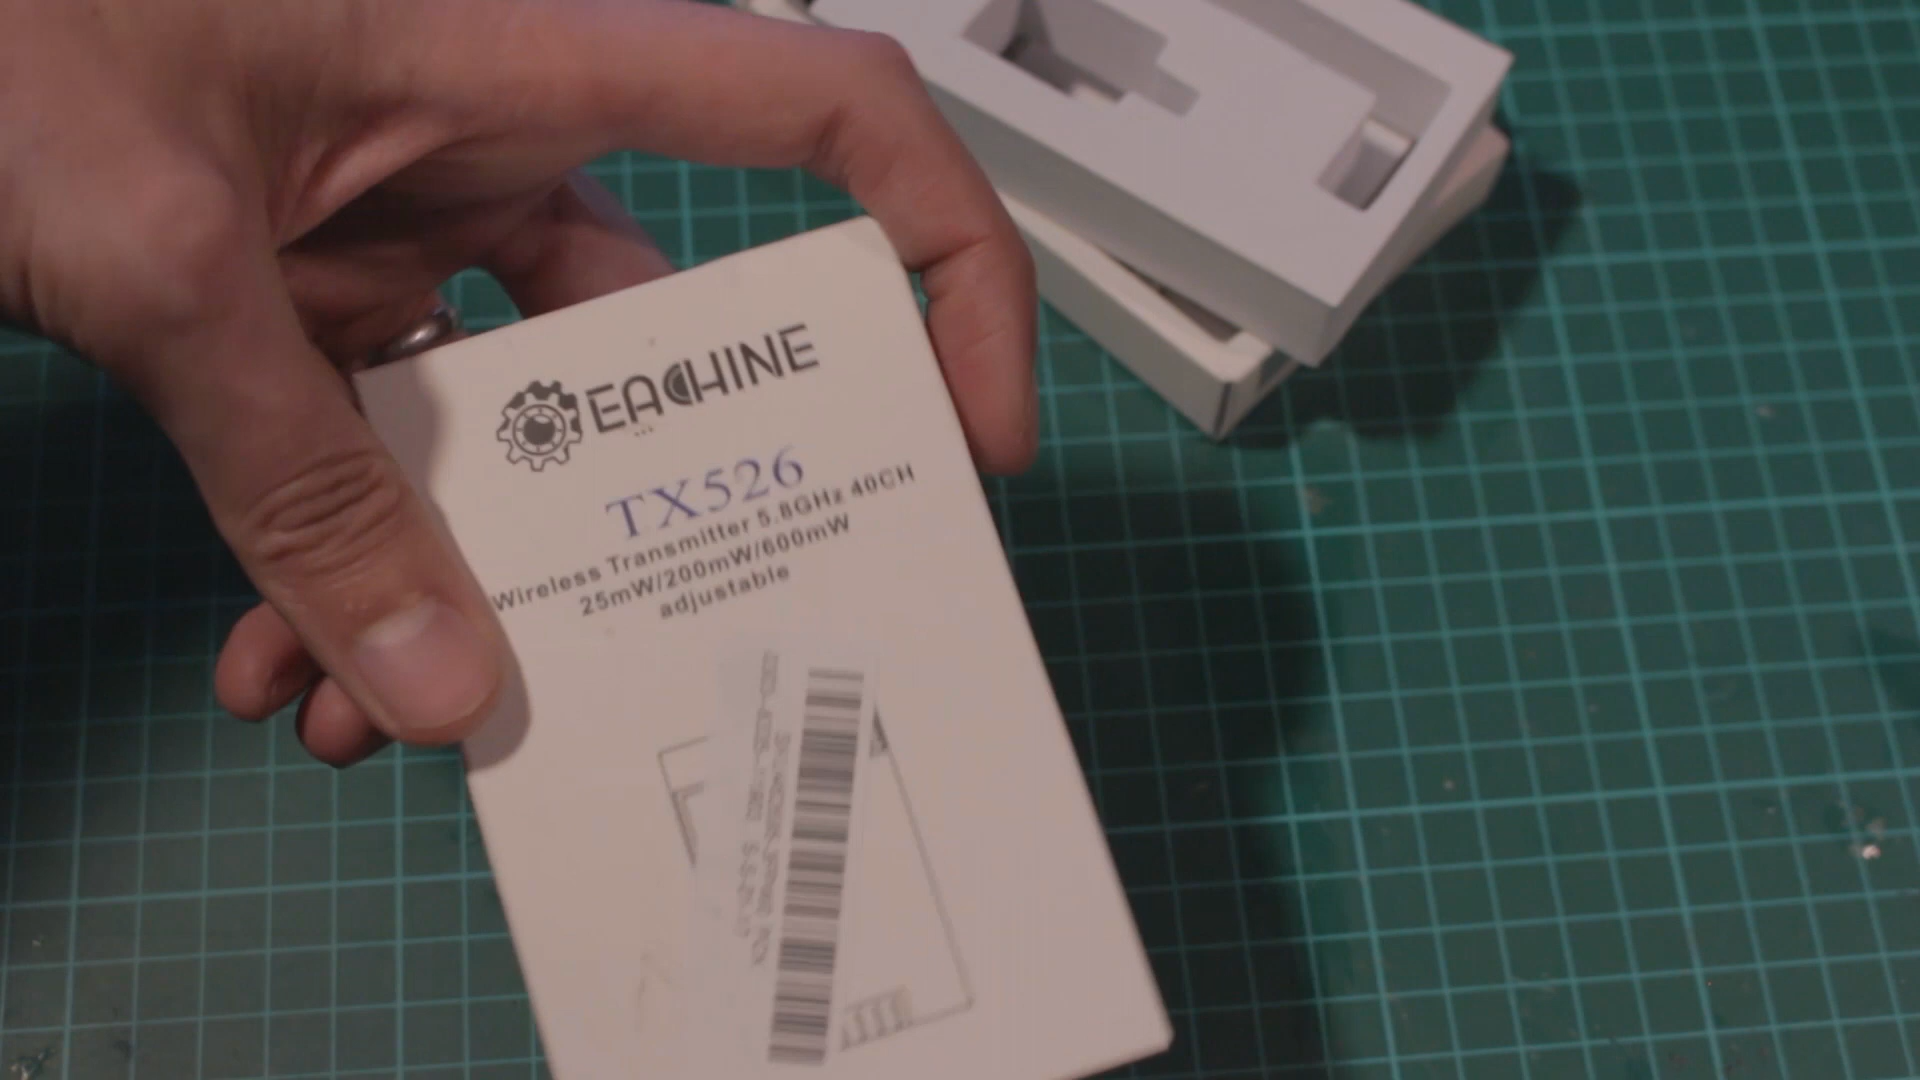 EACHINE
TX526
Wireless Transmitter 5.8GHz 40CH
25mW/200mW/600mW
adjustable